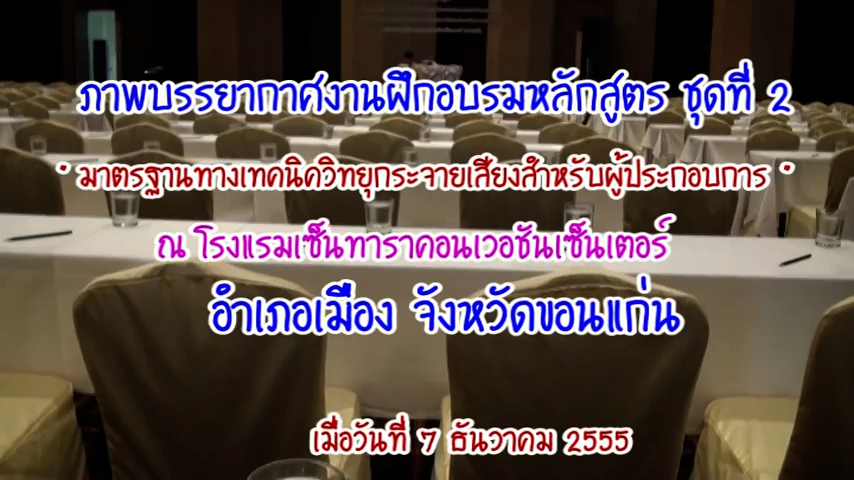 ภาพบรรยากาศงานฝึกอบรมหลักสูตร ชุดที่ 2
" มาตรฐานทางเทคนิควิทยุกระจายเสียงสำหรับผู้ประกอบการ "
ณ โรงแรมเซ็นทาราคอนเวอชันเซ็นเตอร์
อำเภอเมือง จังหวัดขอนแก่น
เมื่อวันที่ 7 ธันวาคม 2555